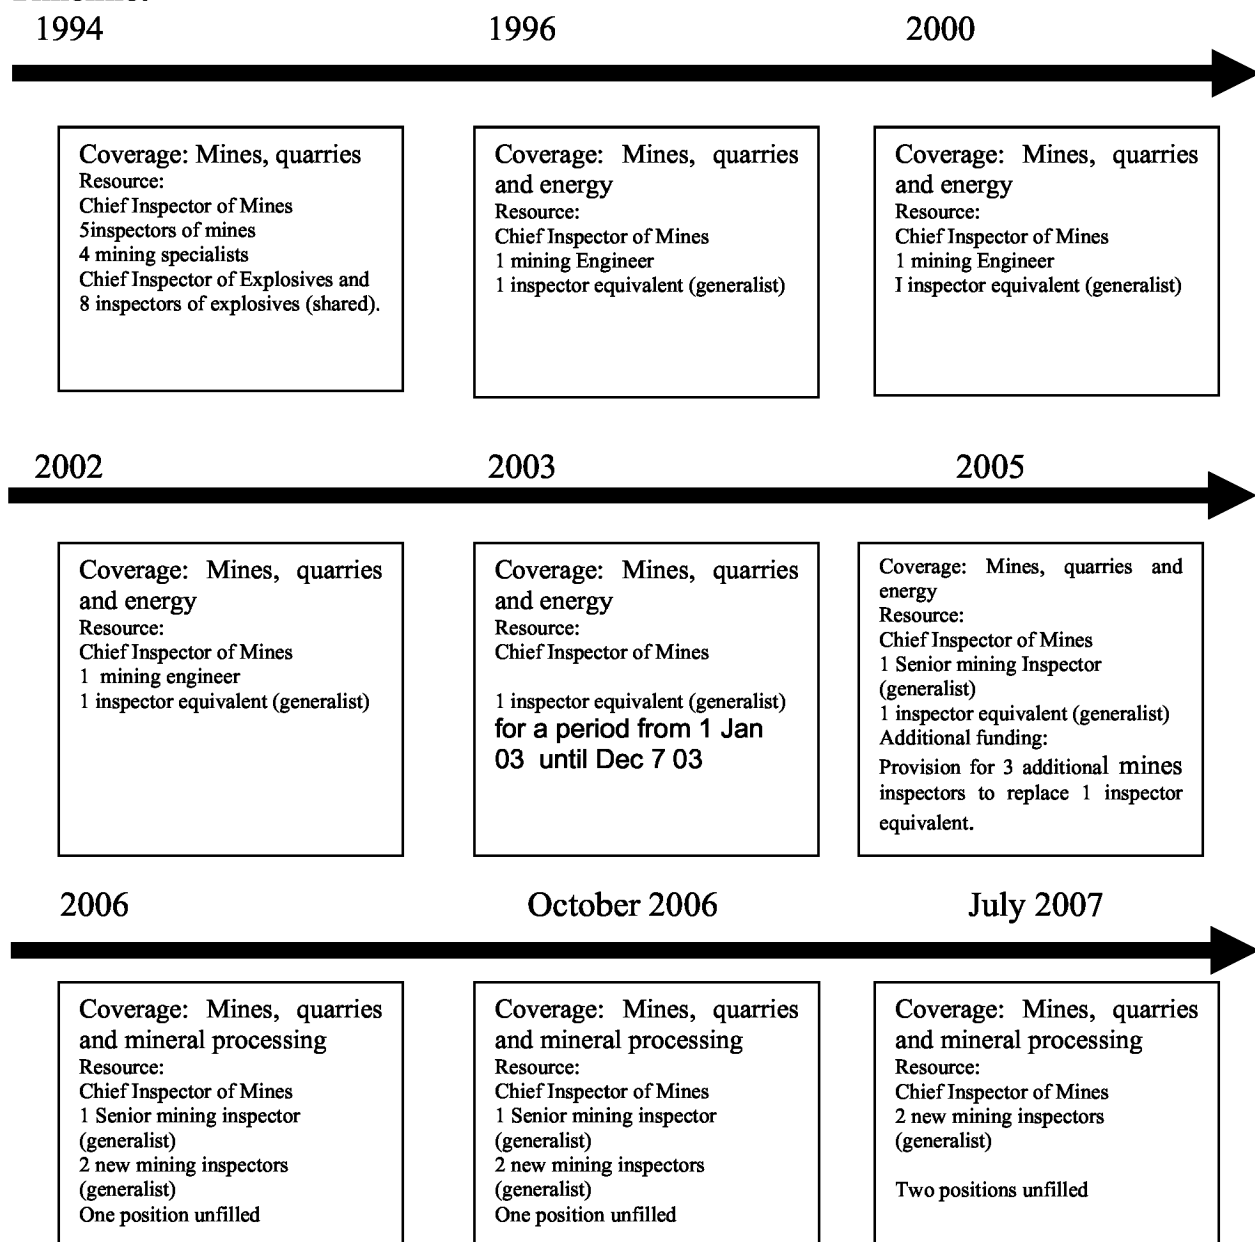 1994 1996 2000
Coverage: Mines, quarries
Resource:
Chief Inspector of Mines
5inspectors of mines
4 mining specialists
Chief Inspector of Explosives and
8 inspectors of explosives (shared).
Coverage: Mines, quarries
and energy
Resource:
Chief Inspector of Mines
1 mining Engineer
1 inspector equivalent (generalist)
Coverage: Mines, quarries
and energy
Resource:
Chief Inspector of Mines
1 mining Engineer
I inspector equivalent (generalist)
2002 2003 2005
Coverage: Mines, quarries
and energy
Resource:
Chief Inspector of Mines
1 mining engineer
1 inspector equivalent (generalist)
Coverage: Mines, quarries
and energy
Resource:
Chief Inspector of Mines
1 inspector equivalent (generalist)
for a period from 1 Jan
03 until Dec 7 03
Coverage: Mines, quarries and
energy
Resource:
Chief Inspector of Mines
1 Senior mining Inspector
(generalist)
1 inspector equivalent (generalist)
Additional funding:
Provision for 3 additional mines
inspectors to replace 1 inspector
equivalent.
2006 October 2006 July 2007
Coverage: Mines, quarries
and mineral processing
Resource:
Chief Inspector of Mines
1 Senior mining inspector
(generalist)
2 new mining inspectors
(generalist)
One position unfilled
Coverage: Mines, quarries
and mineral processing
Resource:
Chief Inspector of Mines
1 Senior mining inspector
(generalist)
2 new mining inspectors
(generalist)
One position unfilled
Coverage: Mines, quarries
and mineral processing
Resource:
Chief Inspector of Mines
2 new mining inspectors
(generalist)
Two positions unfilled